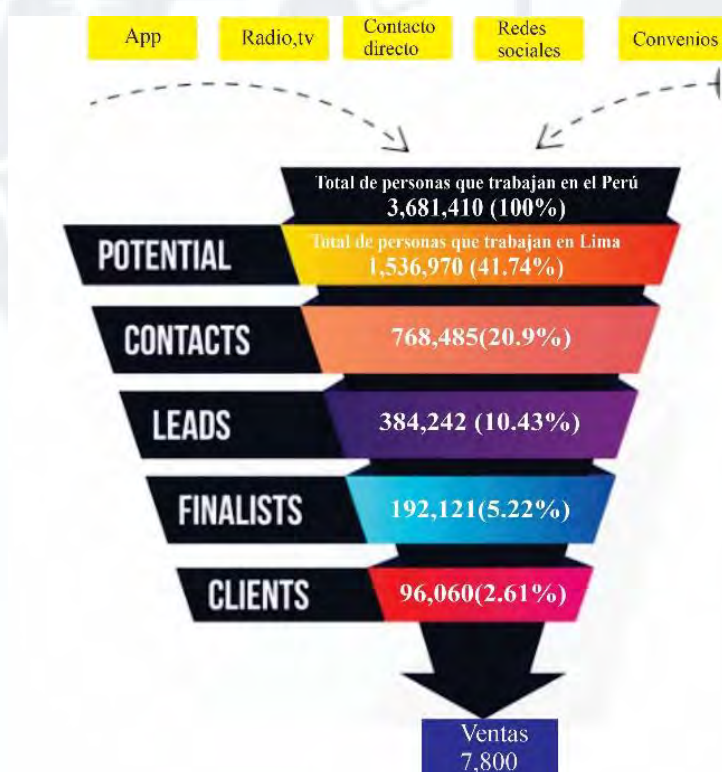 App
Radio,tv
Contacto
directo
Redes
sociales
Convenios
Total de personas que trabajan en el Perú
3,681,410 (100%)
POTENTIAL
Total de personas que trabajan en Lima
1,536,970 (41.74%)
CONTACTS
768,485(20.9%)
LEADS
384,242 (10.43%)
FINALISTS
192,121(5.22%)
CLIENTS
96,060(2.61%)
Ventas
7,800